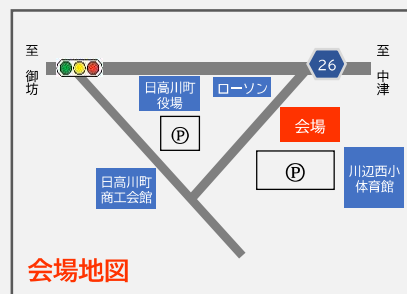 至
御坊
26
至
中津
日高川町
役場
ローソン
会場
Ⓟ
Ⓟ
川辺西小
体育館
日高川町
商工会館
会場地図